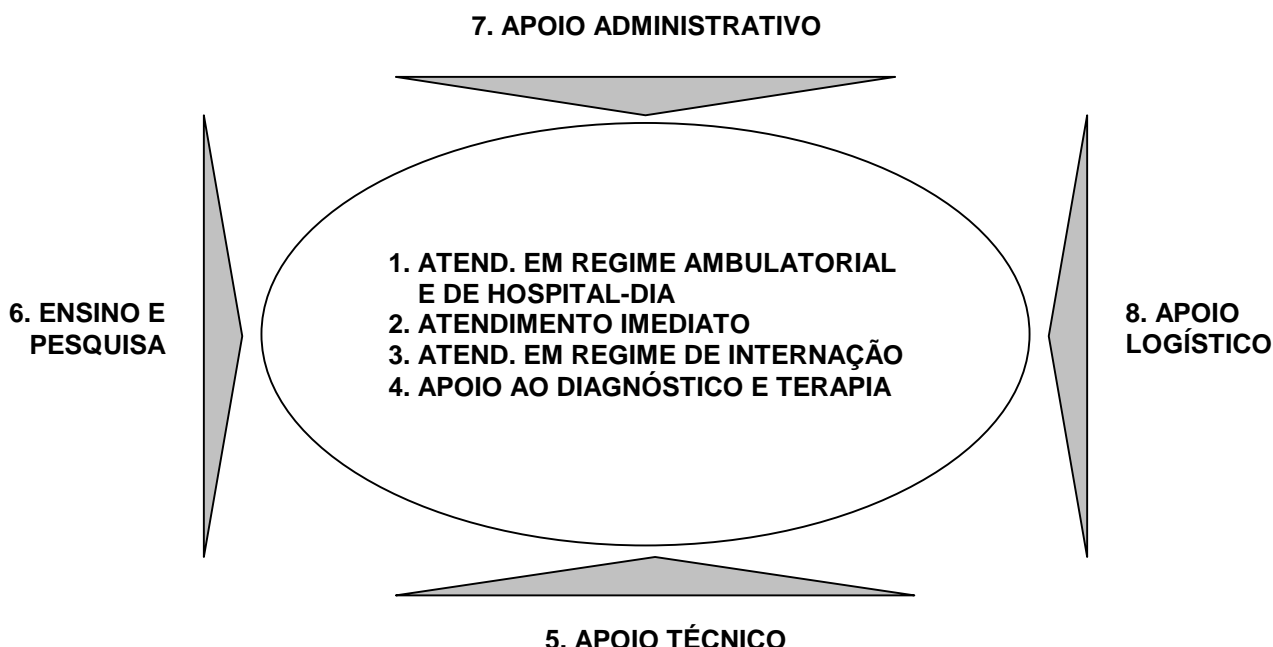 7. APOIO ADMINISTRATIVO
1. ATEND. EM REGIME AMBULATORIAL
E DE HOSPITAL-DIA
2. ATENDIMENTO IMEDIATO
3. ATEND. EM REGIME DE INTERNAÇÃO
4. APOIO AO DIAGNÓSTICO E TERAPIA
6. ENSINO E
PESQUISA
8. APOIO
LOGÍSTICO
5. APOIO TÉCNICO